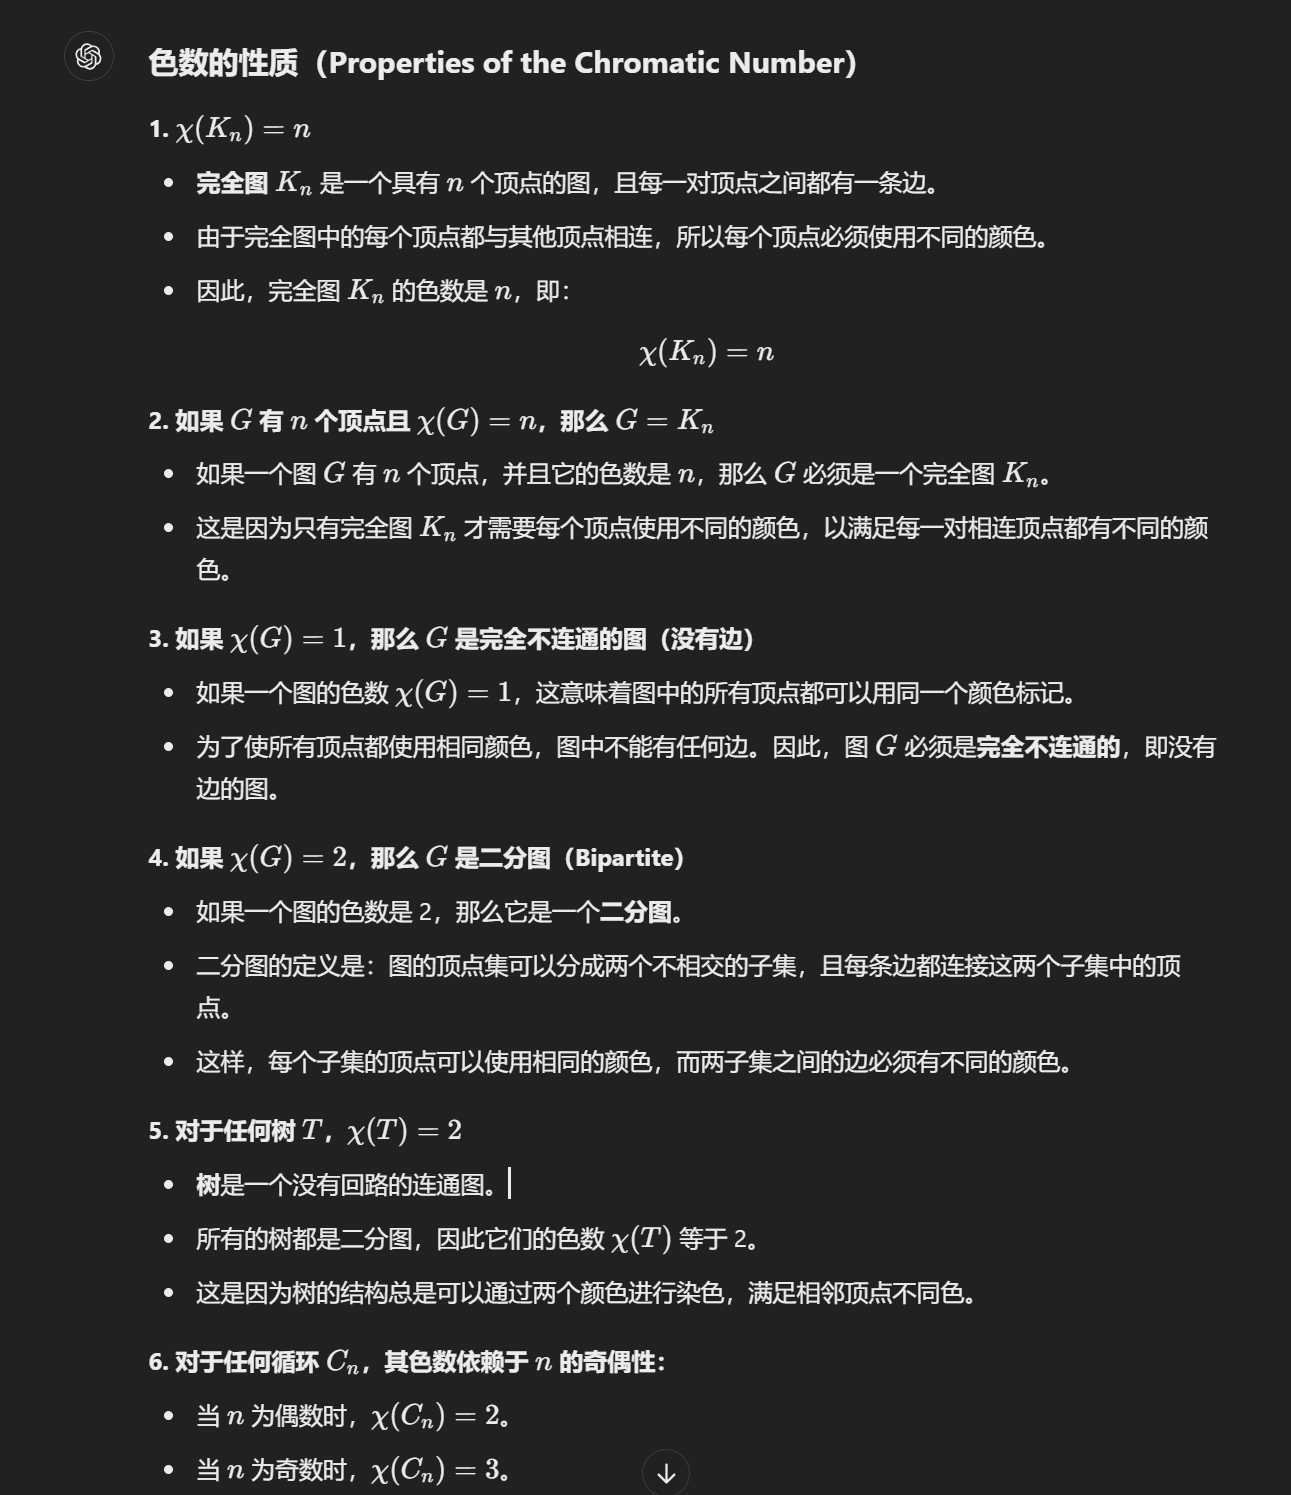 色数的性质（Properties of the Chromatic Number）
1. χ(Kₙ) = n
• 完全图 Kₙ 是一个具有 n 个顶点的图，且每一对顶点之间都有一条边。
• 由于完全图中的每个顶点都与其他顶点相连，所以每个顶点必须使用不同的颜色。
• 因此，完全图 Kₙ 的色数是 n，即：
χ(Kₙ) = n
2. 如果 G 有 n 个顶点且 χ(G) = n，那么 G = Kₙ
• 如果一个图 G 有 n 个顶点，并且它的色数是 n，那么 G 必须是一个完全图 Kₙ。
• 这是因为只有完全图 Kₙ 才需要每个顶点使用不同的颜色，以满足每一对相连顶点都有不同的颜
色。
3. 如果 χ(G) = 1，那么 G 是完全不连通的图（没有边）
• 如果一个图的色数 χ(G) = 1，这意味着图中的所有顶点都可以用同一个颜色标记。
• 为了使所有顶点都使用相同颜色，图中不能有任何边。因此，图 G 必须是完全不连通的，即没有
边的图。
4. 如果 χ(G) = 2，那么 G 是二分图（Bipartite）
• 如果一个图的色数是 2，那么它是一个二分图。
• 二分图的定义是：图的顶点集可以分成两个不相交的子集，且每条边都连接这两个子集中的顶
点。
• 这样，每个子集的顶点可以使用相同的颜色，而两子集之间的边必须有不同的颜色。
5. 对于任何树 T，χ(T) = 2
• 树是一个没有回路的连通图。
• 所有的树都是二分图，因此它们的色数 χ(T) 等于 2。
• 这是因为树的结构总是可以通过两个颜色进行染色，满足相邻顶点不同色。
6. 对于任何循环 Cₙ，其色数依赖于 n 的奇偶性：
• 当 n 为偶数时，χ(Cₙ) = 2。
• 当 n 为奇数时，χ(Cₙ) = 3。